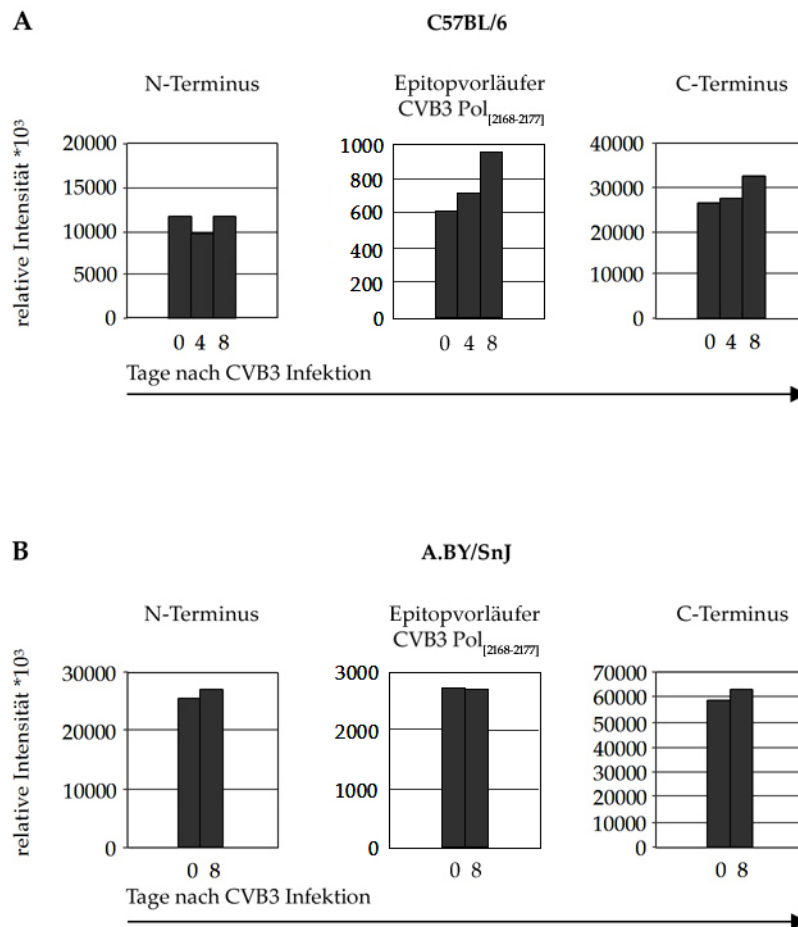 A
C57BL/6
N-Terminus
Epitopvorläufer
CVB3 Pol[2168-2177]
C-Terminus
relative Intensität *10³
20000
15000
10000
5000
0
0 4 8
1000
800
600
400
200
0
0 4 8
40000
30000
20000
10000
0
0 4 8
Tage nach CVB3 Infektion
B
A.BY/SnJ
N-Terminus
Epitopvorläufer
CVB3 Pol[2168-2177]
C-Terminus
relative Intensität *10³
30000
20000
10000
0
0 8
3000
2000
1000
0
0 8
70000
60000
50000
40000
30000
20000
10000
0
0 8
Tage nach CVB3 Infektion